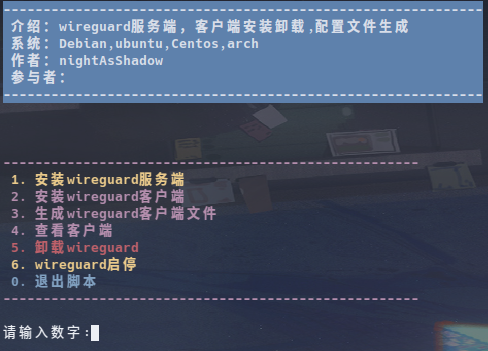 介绍: wireguard服务端, 客户端安装卸载,配置文件生成
系统: Debian,ubuntu,Centos,arch
作者: nightAsShadow
参与者:
1. 安装wireguard服务端
2. 安装wireguard客户端
3. 生成wireguard客户端文件
4. 查看客户端
5. 卸载wireguard
6. wireguard启停
0. 退出脚本
请输入数字: